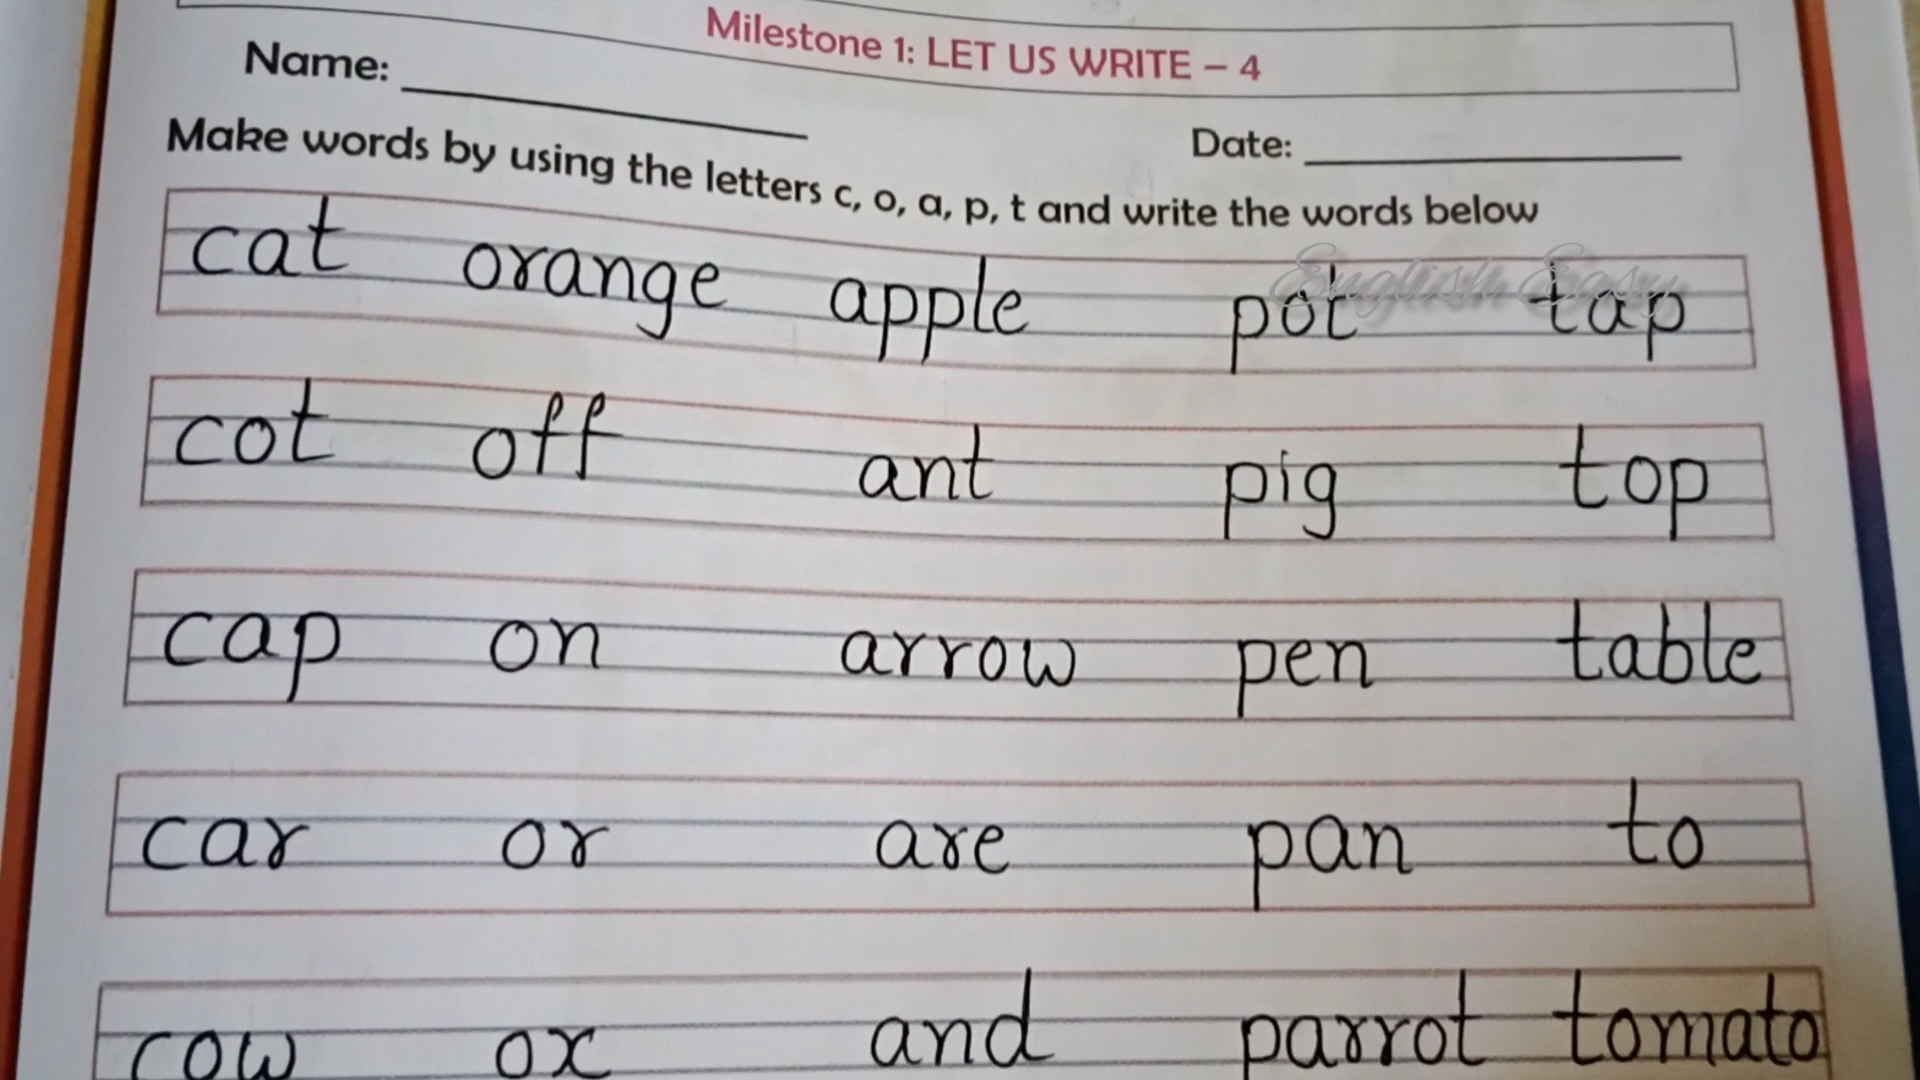 Milestone 1: LET US WRITE – 4
Name:
Date:
Make words by using the letters c, o, a, p, t and write the words below
English Easy
cat orange apple pot tap
cot off ant pig top
cap on arrow pen table
car or are pan to
cow ox and parrot tomato